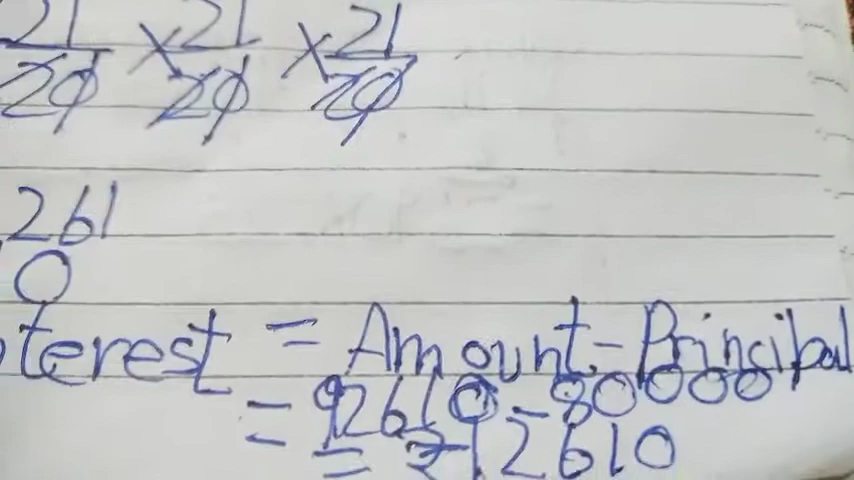 21 × 21 × 21
20 20 20
261
0
terest = Amount - Principal
= 92610 - 80000
= 12610